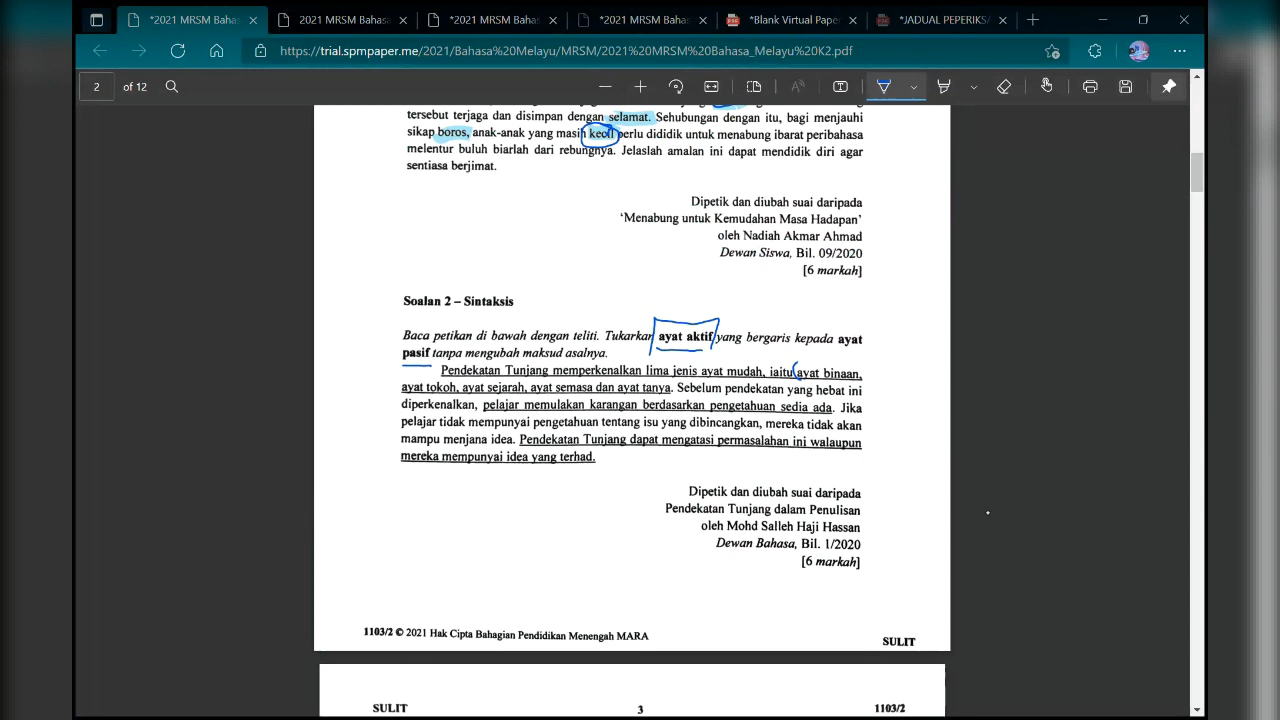 *2021 MRSM Bahas
2021 MRSM Bahasa
*2021 MRSM Bahas
*2021 MRSM Bahas
*Blank Virtual Pape
*JADUAL PEPERIKS
https://trial.spmpaper.me/2021/Bahasa%20Melayu/MRSM/2021%20MRSM%20Bahasa_Melayu%20K2.pdf
2 of 12
tersebut terjaga dan disimpan dengan selamat. Sehubungan dengan itu, bagi menjauhi
sikap boros, anak-anak yang masih kecil perlu dididik untuk menabung ibarat peribahasa
melentur buluh biarlah dari rebungnya. Jelaslah amalan ini dapat mendidik diri agar
sentiasa berjimat.
Dipetik dan diubah suai daripada
‘Menabung untuk Kemudahan Masa Hadapan’
oleh Nadiah Akmar Ahmad
Dewan Siswa, Bil. 09/2020
[6 markah]
Soalan 2 – Sintaksis
Baca petikan di bawah dengan teliti. Tukarkan ayat aktif yang bergaris kepada ayat
pasif tanpa mengubah maksud asalnya.
Pendekatan Tunjang memperkenalkan lima jenis ayat mudah, iaitu ayat binaan,
ayat tokoh, ayat sejarah, ayat semasa dan ayat tanya. Sebelum pendekatan yang hebat ini
diperkenalkan, pelajar memulakan karangan berdasarkan pengetahuan sedia ada. Jika
pelajar tidak mempunyai pengetahuan tentang isu yang dibincangkan, mereka tidak akan
mampu menjana idea. Pendekatan Tunjang dapat mengatasi permasalahan ini walaupun
mereka mempunyai idea yang terhad.
Dipetik dan diubah suai daripada
Pendekatan Tunjang dalam Penulisan
oleh Mohd Salleh Haji Hassan
Dewan Bahasa, Bil. 1/2020
[6 markah]
1103/2 © 2021 Hak Cipta Bahagian Pendidikan Menengah MARA
SULIT
SULIT 3 1103/2